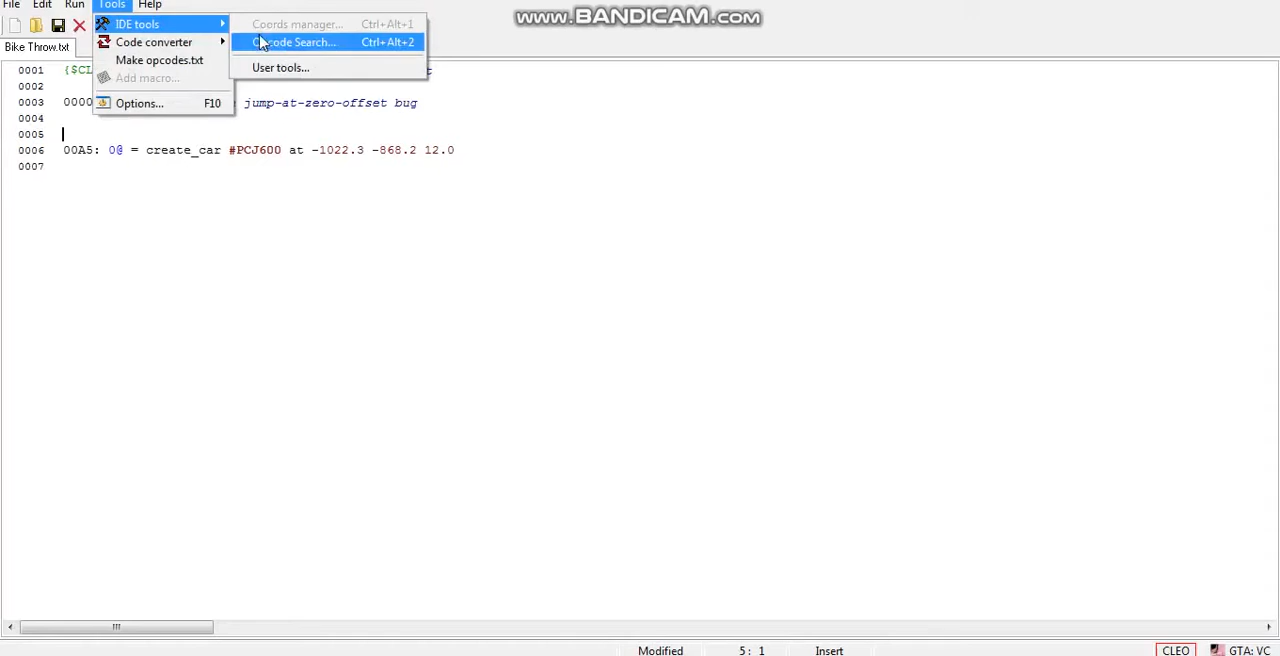 File Edit Run Tools Help
www.BANDICAM.com
IDE tools
Coords manager... Ctrl+Alt+1
Bike Throw.txt
Code converter
code Search... Ctrl+Alt+2
Make opcodes.txt
User tools...
Add macro...
Options... F10
0001 {$CL t
0002
0003 0000 jump-at-zero-offset bug
0004
0005
0006 00A5: 0@ = create_car #PCJ600 at -1022.3 -868.2 12.0
0007
Modified 5: 1 Insert CLEO GTA: VC